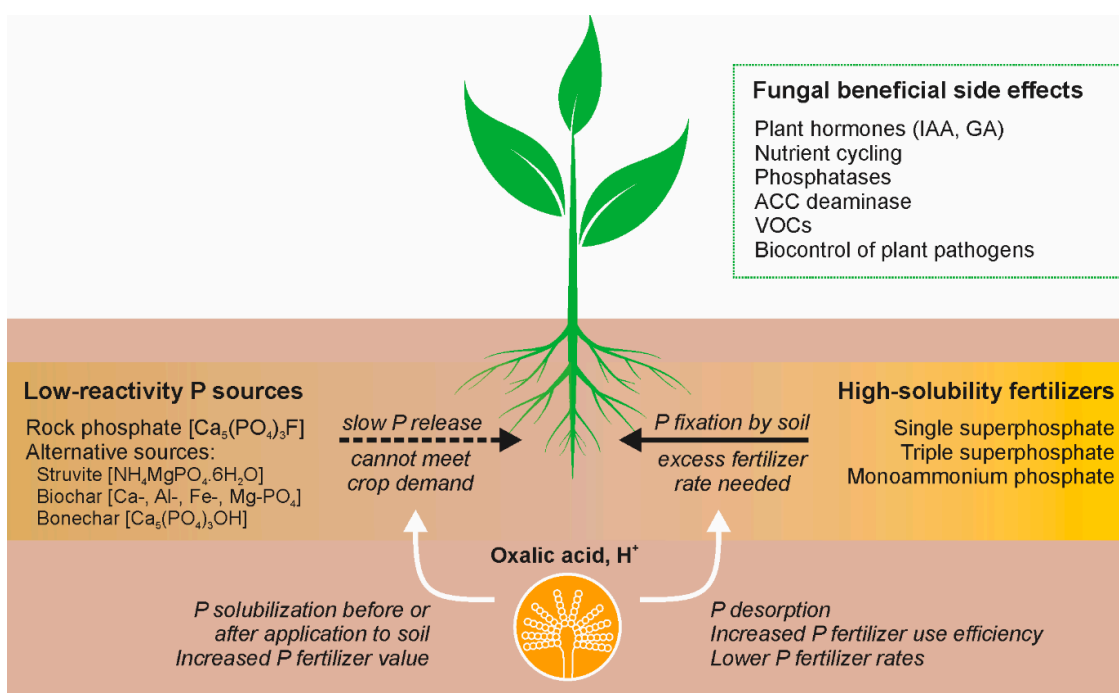 Fungal beneficial side effects
Plant hormones (IAA, GA)
Nutrient cycling
Phosphatases
ACC deaminase
VOCs
Biocontrol of plant pathogens
Low-reactivity P sources
Rock phosphate [Ca₅(PO₄)₃F]
Alternative sources:
Struvite [NH₄MgPO₄.6H₂O]
Biochar [Ca-, Al-, Fe-, Mg-PO₄]
Bonechar [Ca₅(PO₄)₃OH]
slow P release
cannot meet
crop demand
P fixation by soil
excess fertilizer
rate needed
High-solubility fertilizers
Single superphosphate
Triple superphosphate
Monoammonium phosphate
Oxalic acid, H⁺
P solubilization before or
after application to soil
Increased P fertilizer value
P desorption
Increased P fertilizer use efficiency
Lower P fertilizer rates